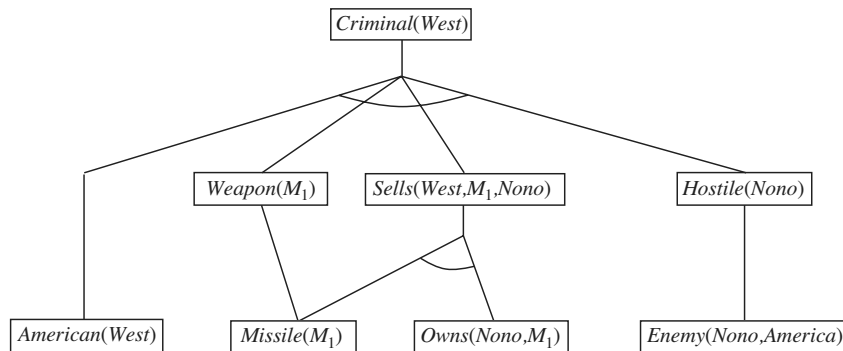 Criminal(West)
Weapon(M₁)
Sells(West,M₁,Nono)
Hostile(Nono)
American(West)
Missile(M₁)
Owns(Nono,M₁)
Enemy(Nono,America)